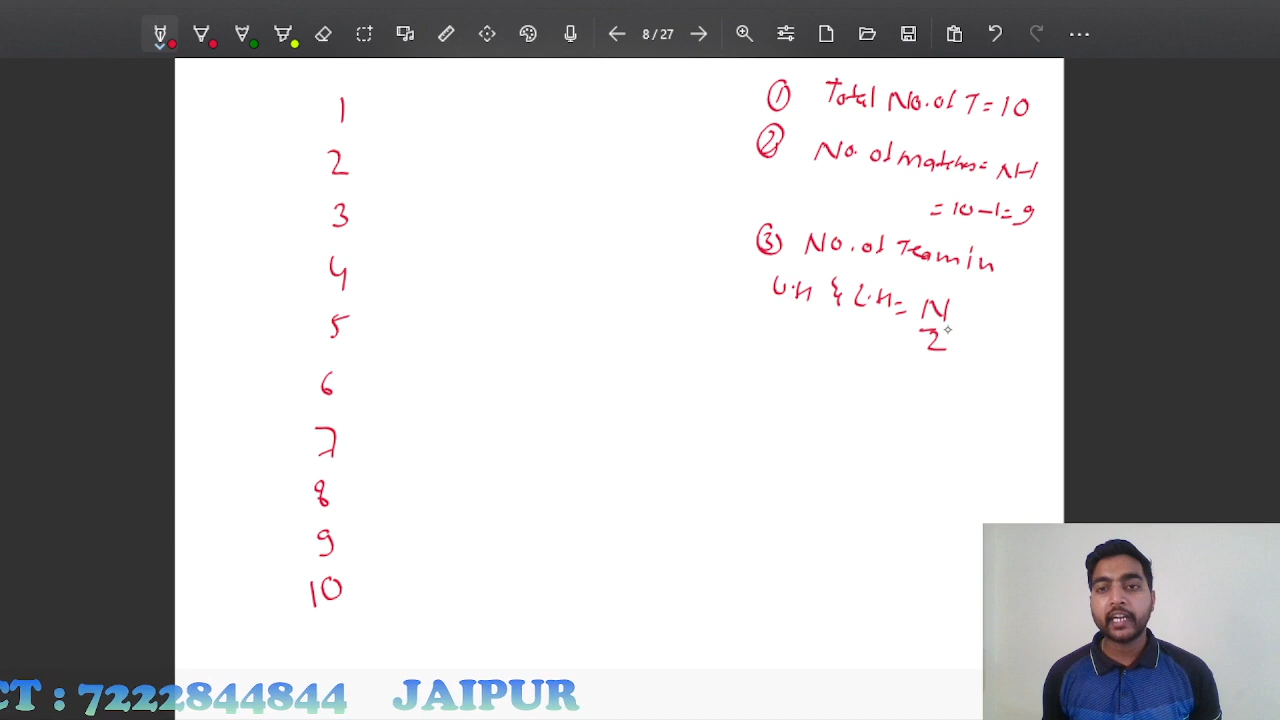 8 / 27
1
2
3
4
5
6
7
8
9
10
① Total No. of T = 10
② No. of matches = N-1
= 10-1 = 9
③ No. of Team in
U.H & L.H = N
2
CT : 7222844844 JAIPUR